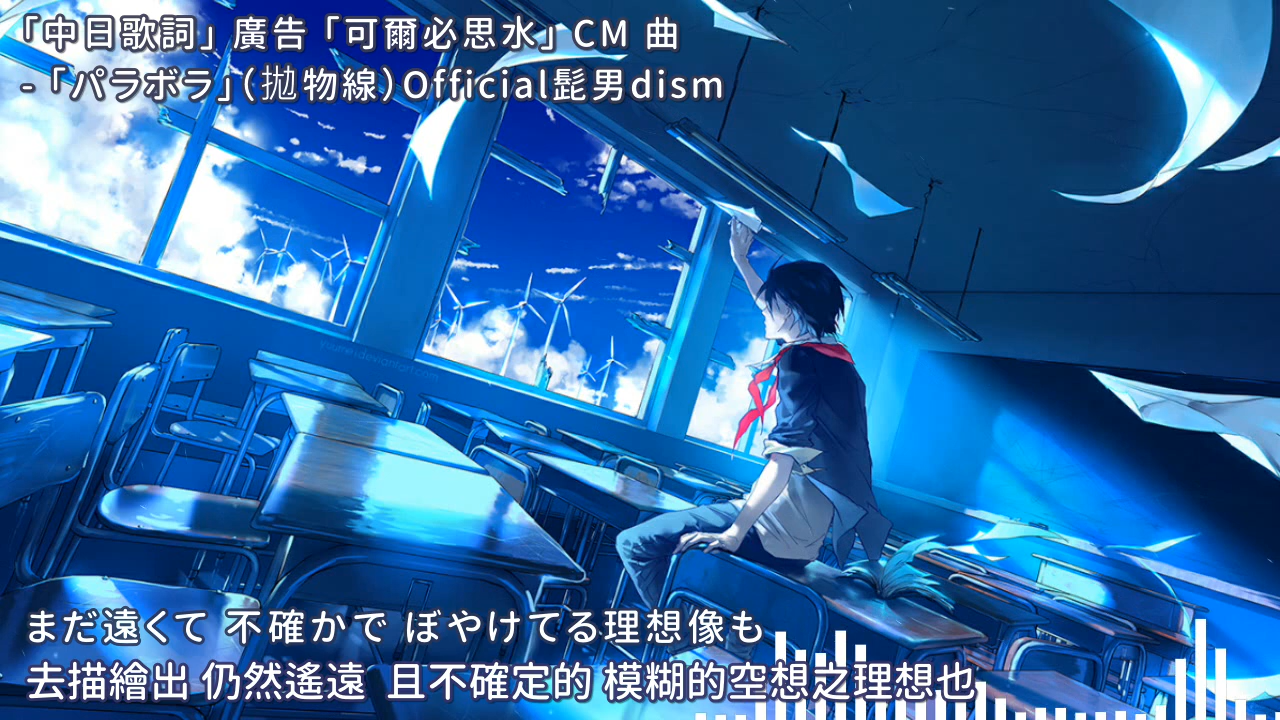 「中日歌詞」廣告「可爾必思水」CM 曲
-「パラボラ」（拋物線）Official髭男dism
yuumei.deviantart.com
まだ遠くて 不確かで ぼやけてる理想像も
去描繪出 仍然遙遠 且不確定的 模糊的空想之理想也